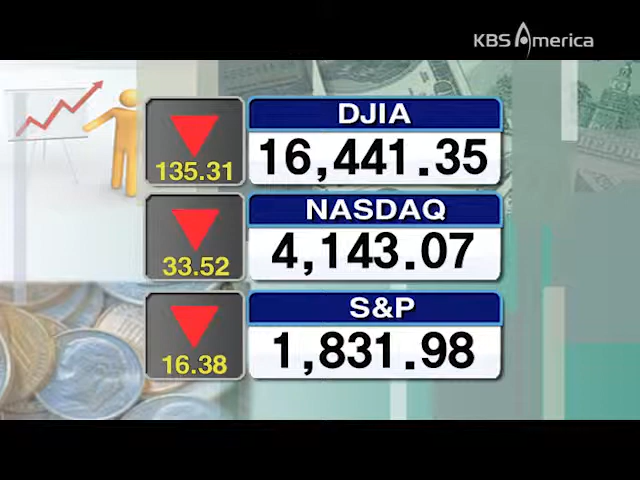 KBS America
DJIA
135.31
16,441.35
NASDAQ
33.52
4,143.07
S&P
16.38
1,831.98